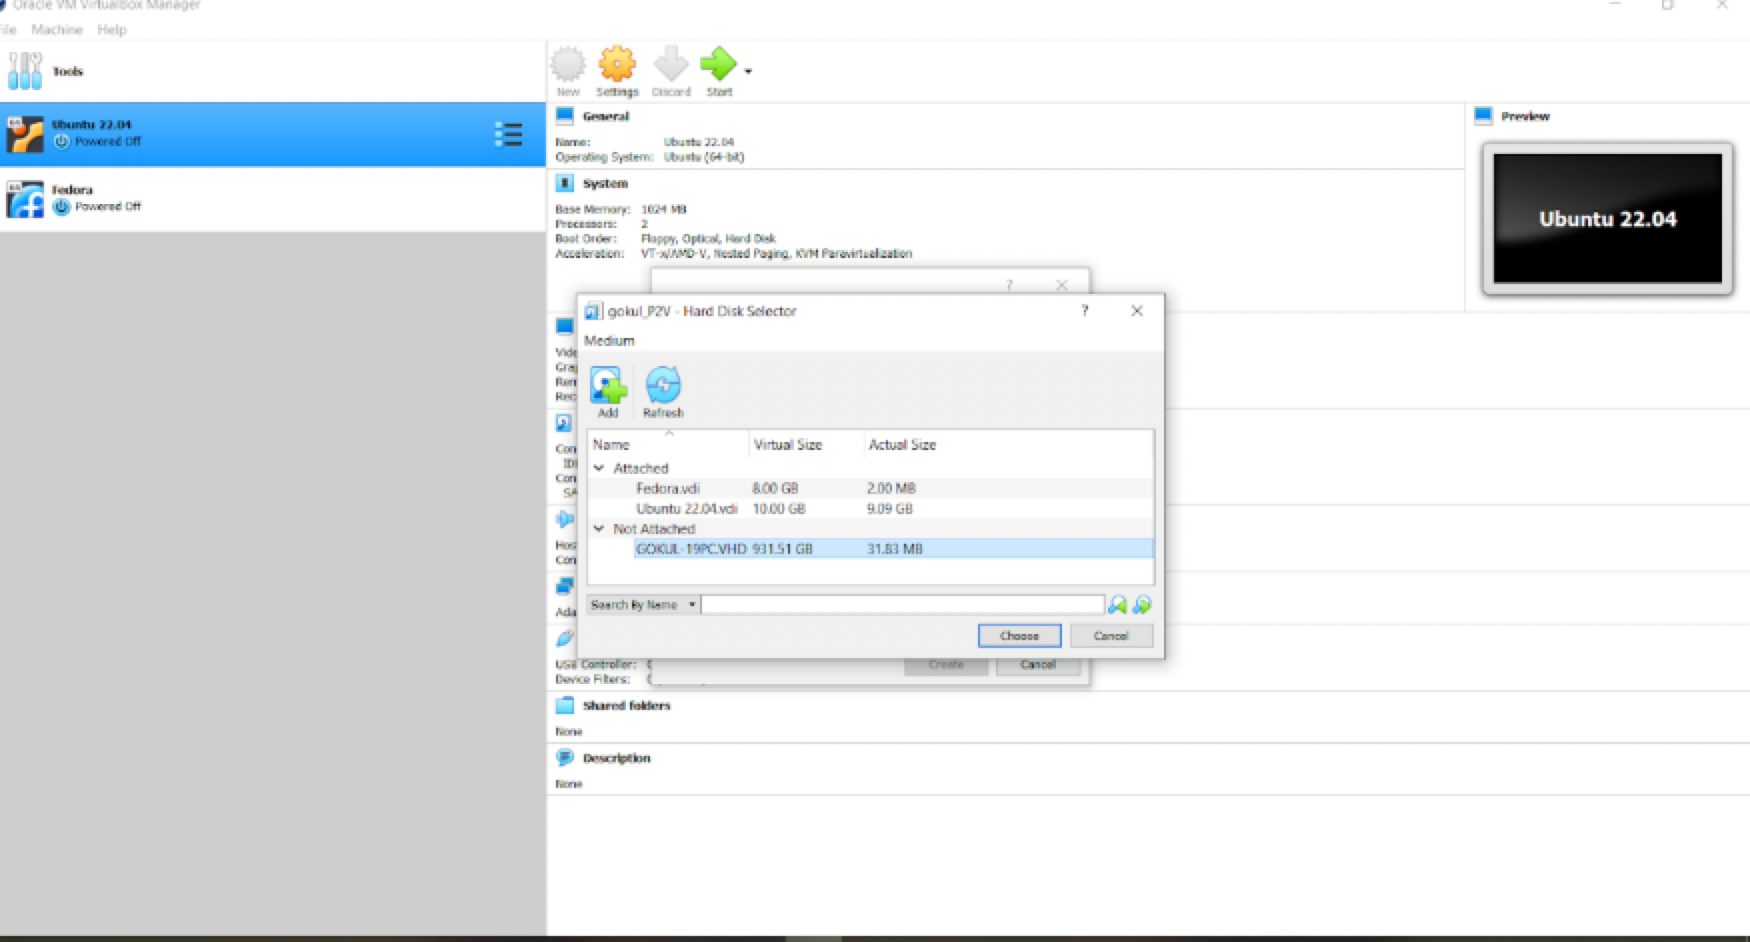 Oracle VM VirtualBox Manager
File Machine Help
Tools
New Settings Discard Start
Ubuntu 22.04
Powered Off
Fedora
Powered Off
General
Name: Ubuntu 22.04
Operating System: Ubuntu (64-bit)
Preview
Ubuntu 22.04
System
Base Memory: 1024 MB
Processors: 2
Boot Order: Floppy, Optical, Hard Disk
Acceleration: VT-x/AMD-V, Nested Paging, KVM Paravirtualization
?
gokul_P2V - Hard Disk Selector ?
Medium
Add Refresh
Name Virtual Size Actual Size
Attached
Fedora.vdi 8.00 GB 2.00 MB
Ubuntu 22.04.vdi 10.00 GB 9.09 GB
Not Attached
GOKUL-19PC.VHD 931.51 GB 31.83 MB
Search By Name
Choose Cancel
Vide
Gra
Rem
Rec
Con
IDE
Con
SA
Hos
Con
Ada
USB Controller:
Device Filters:
Create Cancel
Shared folders
None
Description
None